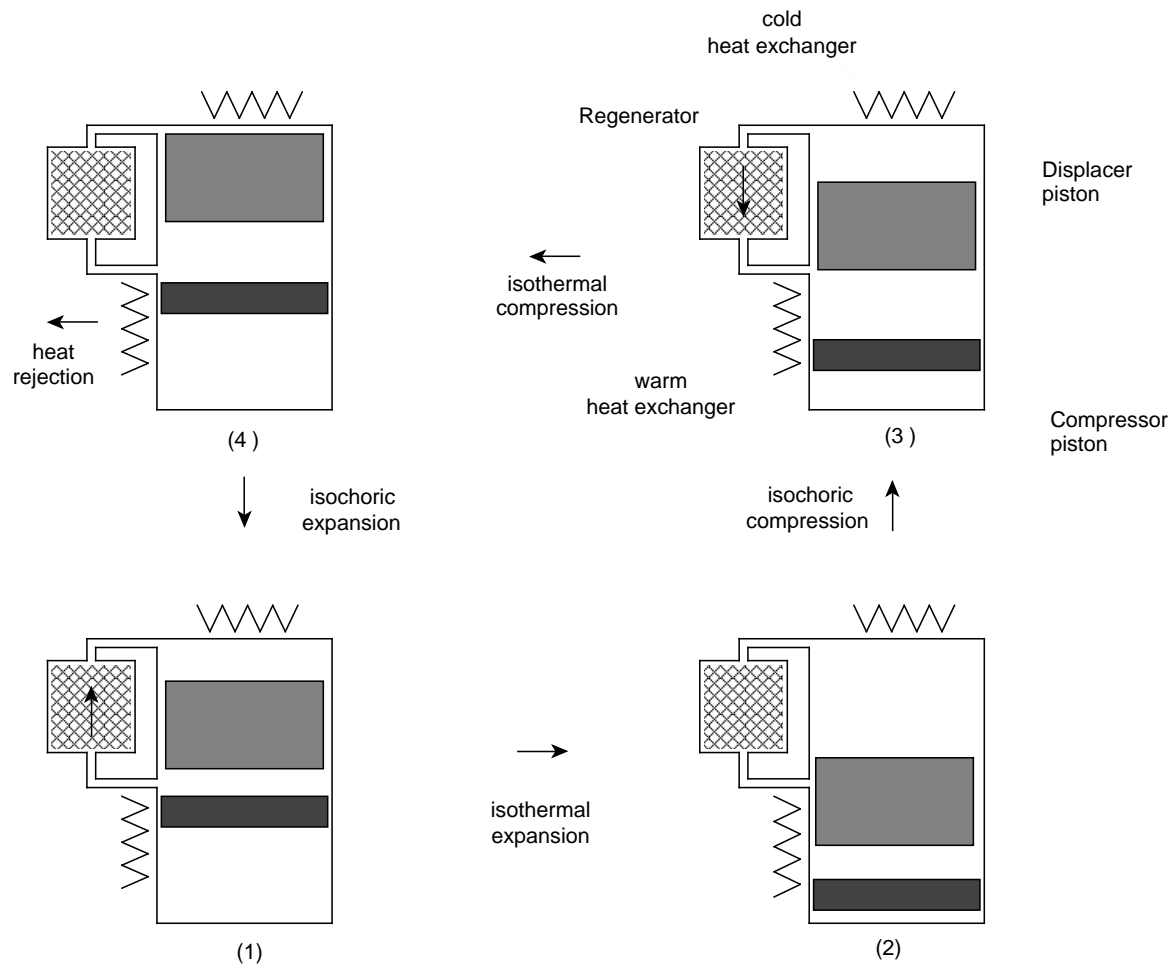 cold
heat exchanger
Regenerator
Displacer
piston
isothermal
compression
heat
rejection
warm
heat exchanger
Compressor
piston
(4 )
(3 )
isochoric
expansion
isochoric
compression
isothermal
expansion
(1)
(2)